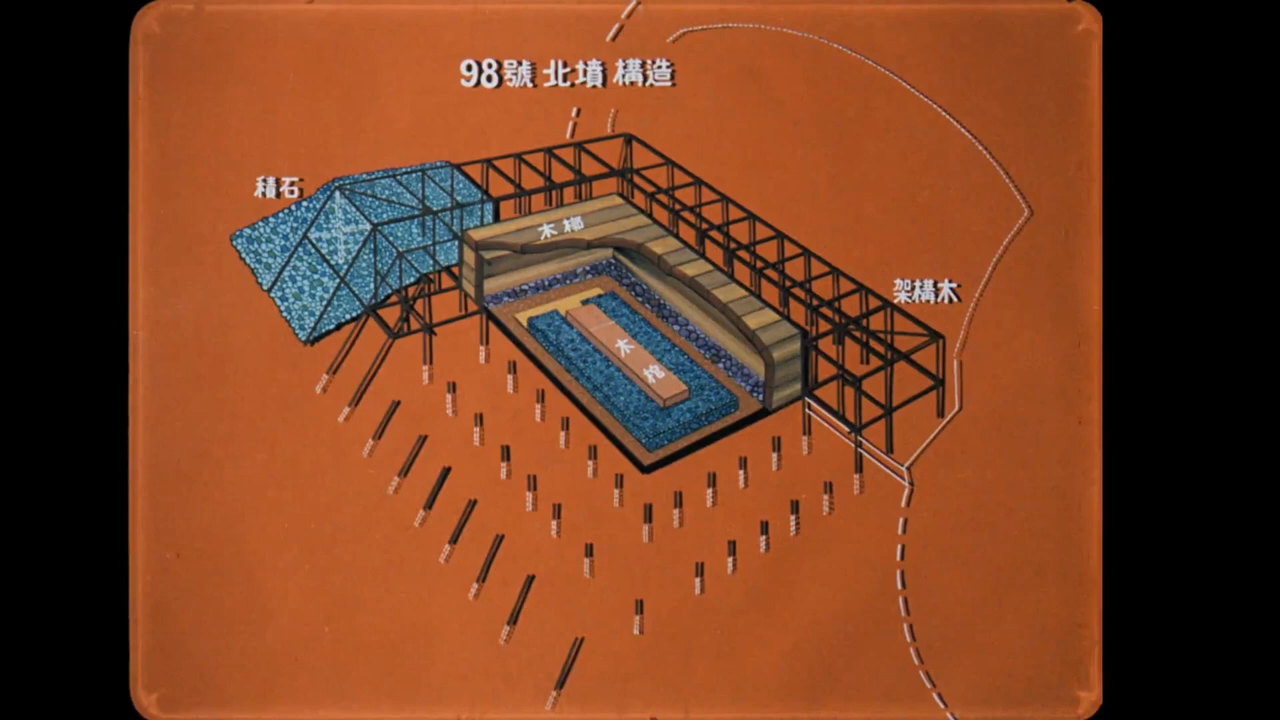 98號 北墳 構造
積石
木槨
架構木
木棺